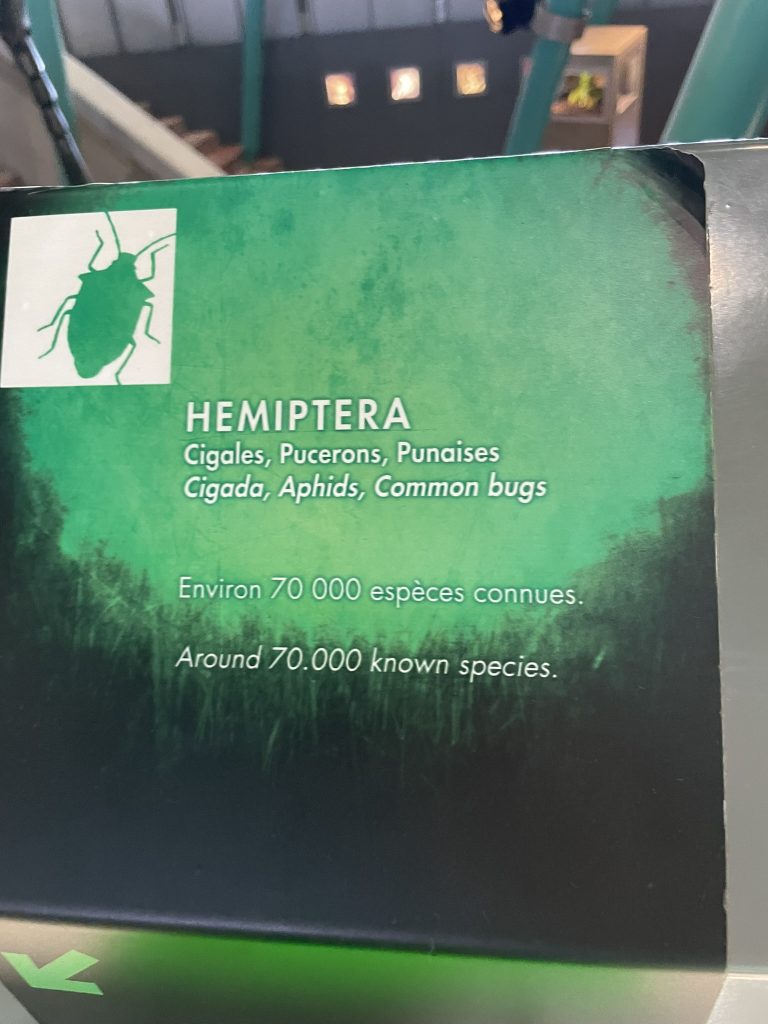 HEMIPTERA
Cigales, Pucerons, Punaises
Cigada, Aphids, Common bugs
Environ 70 000 espèces connues.
Around 70.000 known species.